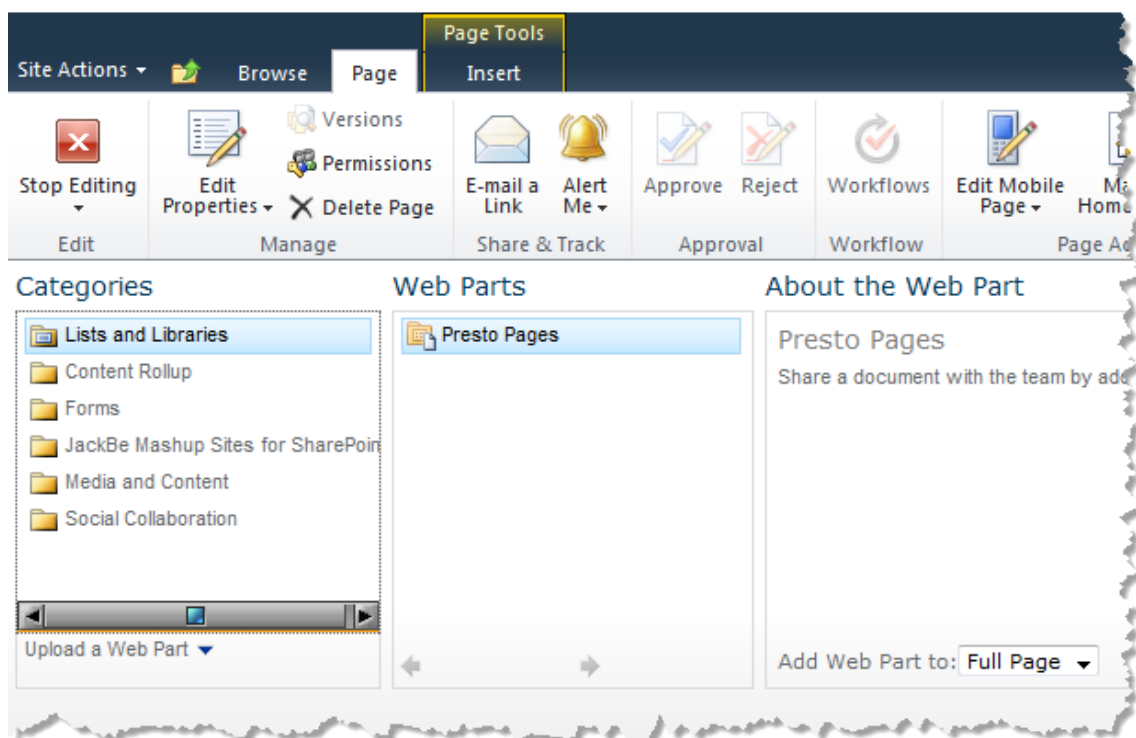 Page Tools
Site Actions Browse Page Insert
Stop Editing
Edit Properties
Versions
Permissions
Delete Page
E-mail a Link
Alert Me
Approve Reject
Workflows
Edit Mobile Page
Edit Manage Share & Track Approval Workflow Page
Categories
Lists and Libraries
Content Rollup
Forms
JackBe Mashup Sites for SharePoin
Media and Content
Social Collaboration
Upload a Web Part
Web Parts
Presto Pages
About the Web Part
Presto Pages
Share a document with the team by
Add Web Part to: Full Page